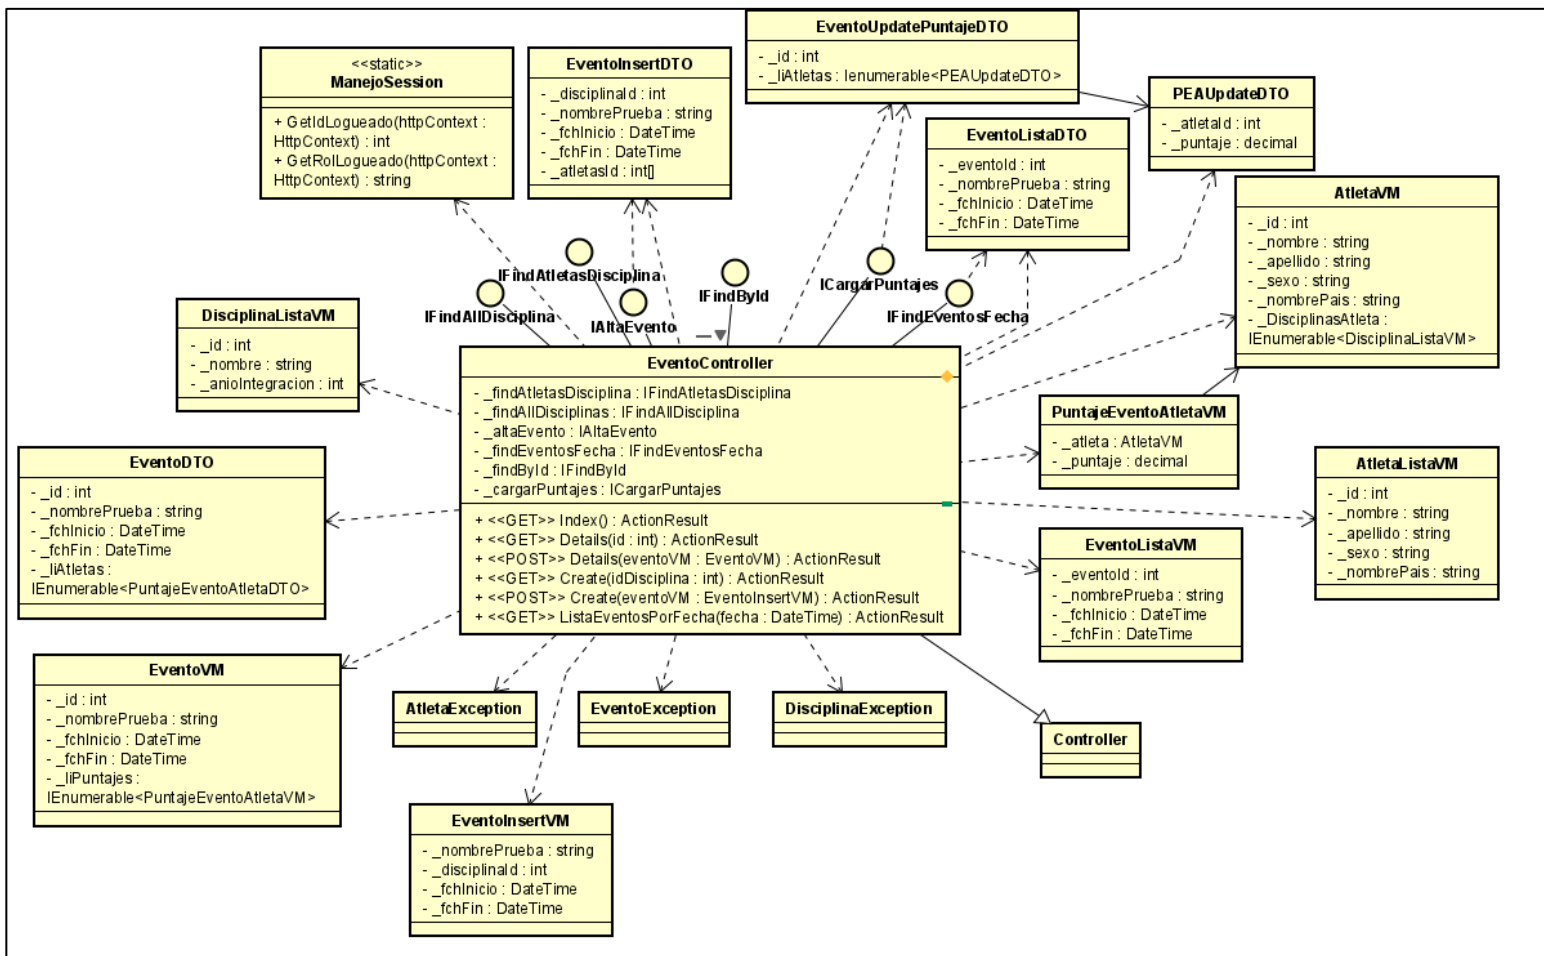 EventoUpdatePuntajeDTO
- _id : int
- _liAtletas : Ienumerable<PEAUpdateDTO>
<<static>>
ManejoSession
+ GetIdLogueado(httpContext :
HttpContext) : int
+ GetRolLogueado(httpContext :
HttpContext) : string
EventoInsertDTO
- _disciplinaId : int
- _nombrePrueba : string
- _fchInicio : DateTime
- _fchFin : DateTime
- _atletasId : int[]
PEAUpdateDTO
- _atletaId : int
- _puntaje : decimal
EventoListaDTO
- _eventoId : int
- _nombrePrueba : string
- _fchInicio : DateTime
- _fchFin : DateTime
AtletaVM
- _id : int
- _nombre : string
- _apellido : string
- _sexo : string
- _nombrePais : string
- _DisciplinasAtleta :
IEnumerable<DisciplinaListaVM>
IFindAtletasDisciplina
IFindAllDisciplina
IAltaEvento
IFindById
ICargarPuntajes
IFindEventosFecha
DisciplinaListaVM
- _id : int
- _nombre : string
- _anioIntegracion : int
EventoController
- _findAtletasDisciplina : IFindAtletasDisciplina
- _findAllDisciplinas : IFindAllDisciplina
- _altaEvento : IAltaEvento
- _findEventosFecha : IFindEventosFecha
- _findById : IFindById
- _cargarPuntajes : ICargarPuntajes
+ <<GET>> Index() : ActionResult
+ <<GET>> Details(id : int) : ActionResult
+ <<POST>> Details(eventoVM : EventoVM) : ActionResult
+ <<GET>> Create(idDisciplina : int) : ActionResult
+ <<POST>> Create(eventoVM : EventoInsertVM) : ActionResult
+ <<GET>> ListaEventosPorFecha(fecha : DateTime) : ActionResult
PuntajeEventoAtletaVM
- _atleta : AtletaVM
- _puntaje : decimal
EventoDTO
- _id : int
- _nombrePrueba : string
- _fchInicio : DateTime
- _fchFin : DateTime
- _liAtletas :
IEnumerable<PuntajeEventoAtletaDTO>
AtletaListaVM
- _id : int
- _nombre : string
- _apellido : string
- _sexo : string
- _nombrePais : string
EventoListaVM
- _eventoId : int
- _nombrePrueba : string
- _fchInicio : DateTime
- _fchFin : DateTime
EventoVM
- _id : int
- _nombrePrueba : string
- _fchInicio : DateTime
- _fchFin : DateTime
- _liPuntajes :
IEnumerable<PuntajeEventoAtletaVM>
AtletaException
EventoException
DisciplinaException
Controller
EventoInsertVM
- _nombrePrueba : string
- _disciplinaId : int
- _fchInicio : DateTime
- _fchFin : DateTime